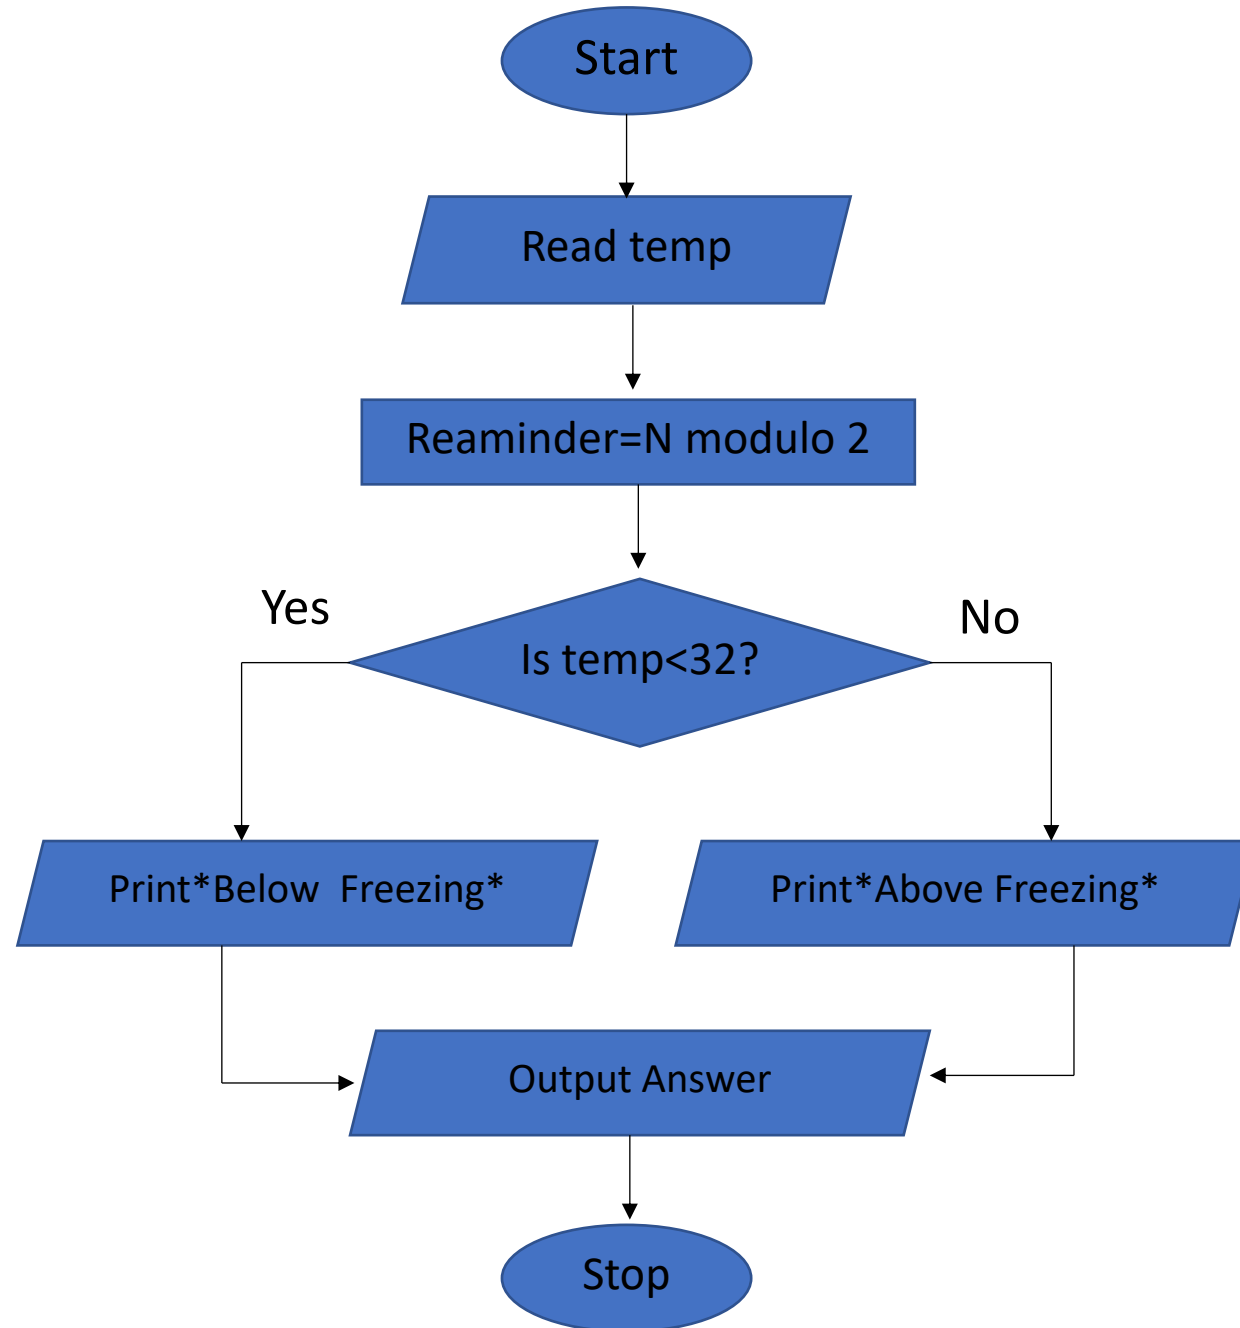 Start
Read temp
Reaminder=N modulo 2
Yes
No
Is temp<32?
Print*Below  Freezing*
Print*Above Freezing*
Output Answer
Stop